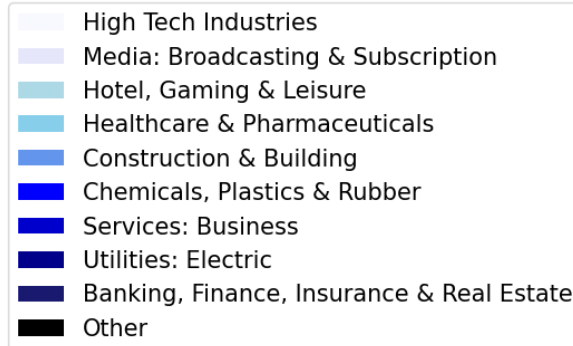 High Tech Industries
Media: Broadcasting & Subscription
Hotel, Gaming & Leisure
Healthcare & Pharmaceuticals
Construction & Building
Chemicals, Plastics & Rubber
Services: Business
Utilities: Electric
Banking, Finance, Insurance & Real Estate
Other